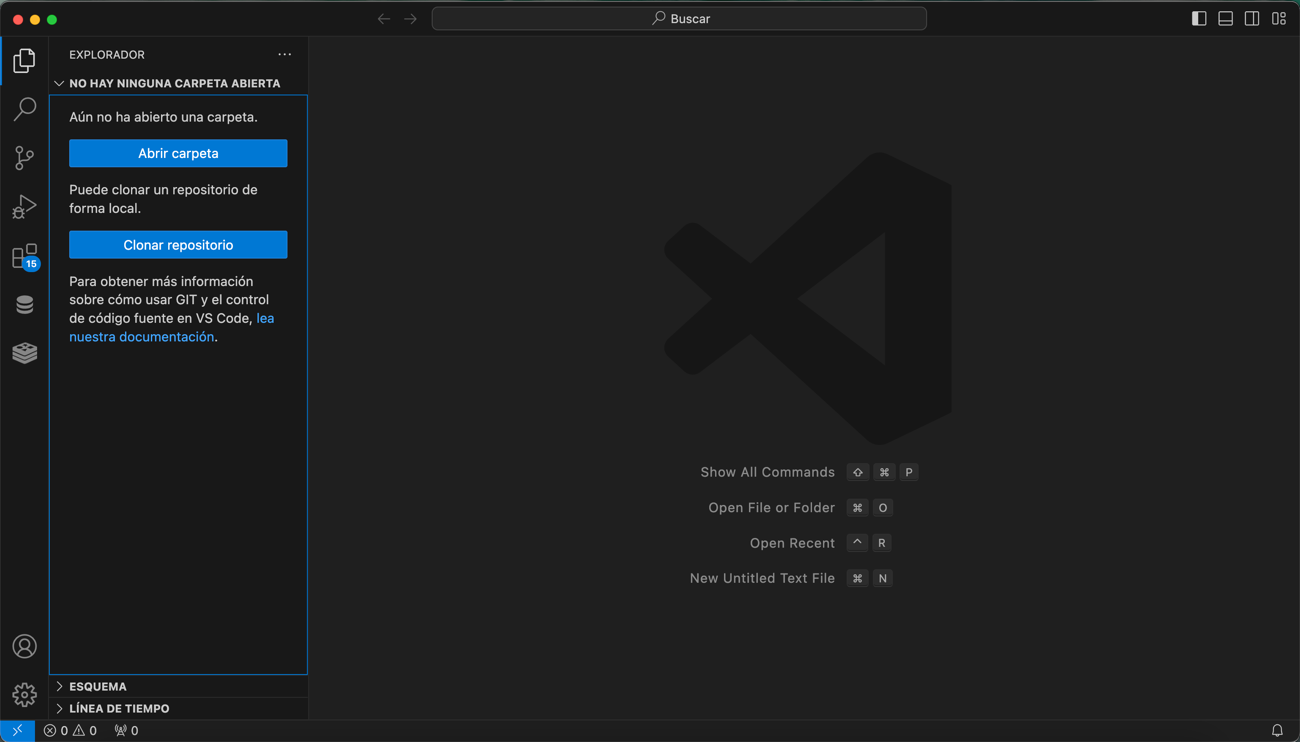 Buscar
EXPLORADOR
NO HAY NINGUNA CARPETA ABIERTA
Aún no ha abierto una carpeta.
Abrir carpeta
Puede clonar un repositorio de
forma local.
Clonar repositorio
Para obtener más información
sobre cómo usar GIT y el control
de código fuente en VS Code, lea
nuestra documentación.
15
Show All Commands ⇧ ⌘ P
Open File or Folder ⌘ O
Open Recent ^ R
New Untitled Text File ⌘ N
ESQUEMA
LÍNEA DE TIEMPO
0 0 0